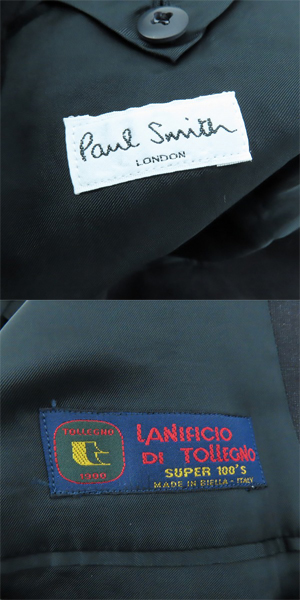 Paul Smith
LONDON
TOLLEGNO
1900
LANIFICIO
DI TOLLEGNO
SUPER 100'S
MADE IN BIELLA - ITALY